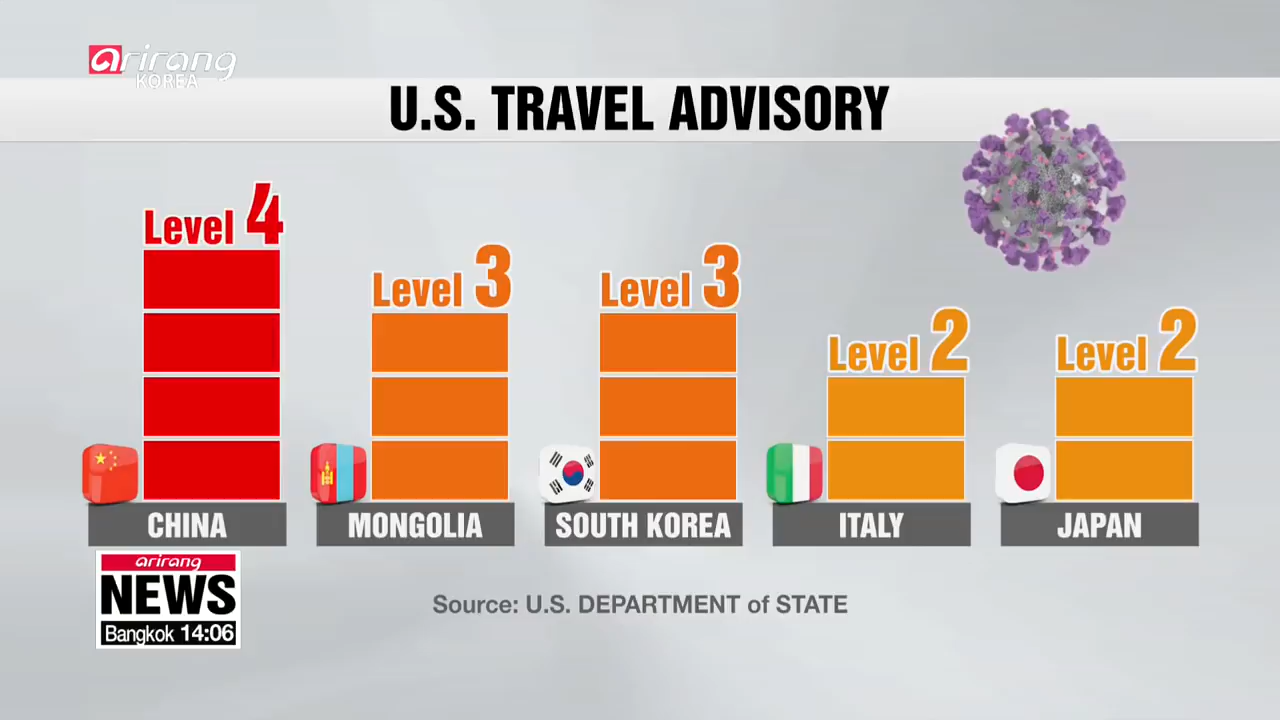 arirang
KOREA
U.S. TRAVEL ADVISORY
Level 4
Level 3
Level 3
Level 2
Level 2
CHINA
MONGOLIA
SOUTH KOREA
ITALY
JAPAN
arirang
NEWS
Bangkok 14:06
Source: U.S. DEPARTMENT of STATE